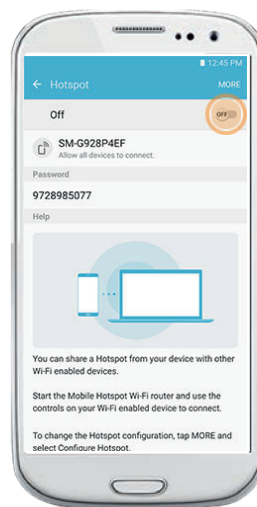 12:45 PM
← Hotspot MORE
Off OFF
SM-G928P4EF
Allow all devices to connect.
Password
9728985077
Help
You can share a Hotspot from your device with other
Wi-Fi enabled devices.
Start the Mobile Hotspot Wi-Fi router and use the
controls on your Wi-Fi enabled device to connect.
To change the Hotspot configuration, tap MORE and
select Configure Hotspot.